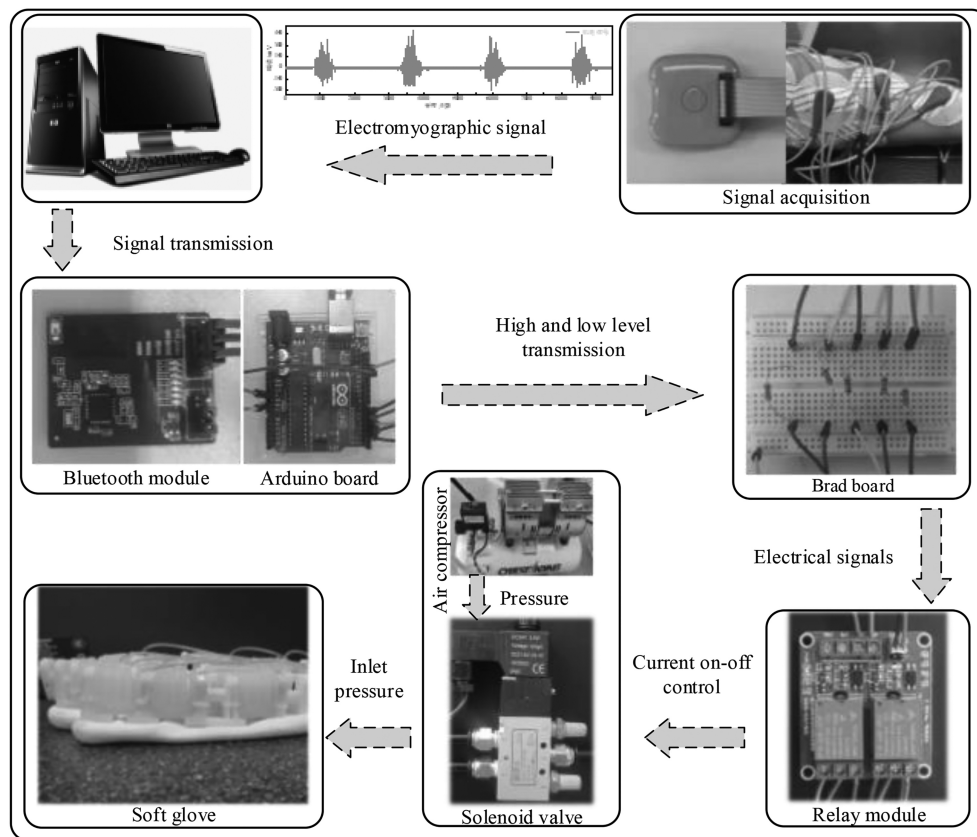 Electromyographic signal
Signal acquisition
Signal transmission
Bluetooth module
Arduino board
High and low level
transmission
Brad board
Air compressor
Pressure
Electrical signals
Solenoid valve
Current on-off
control
Relay module
Inlet
pressure
Soft glove